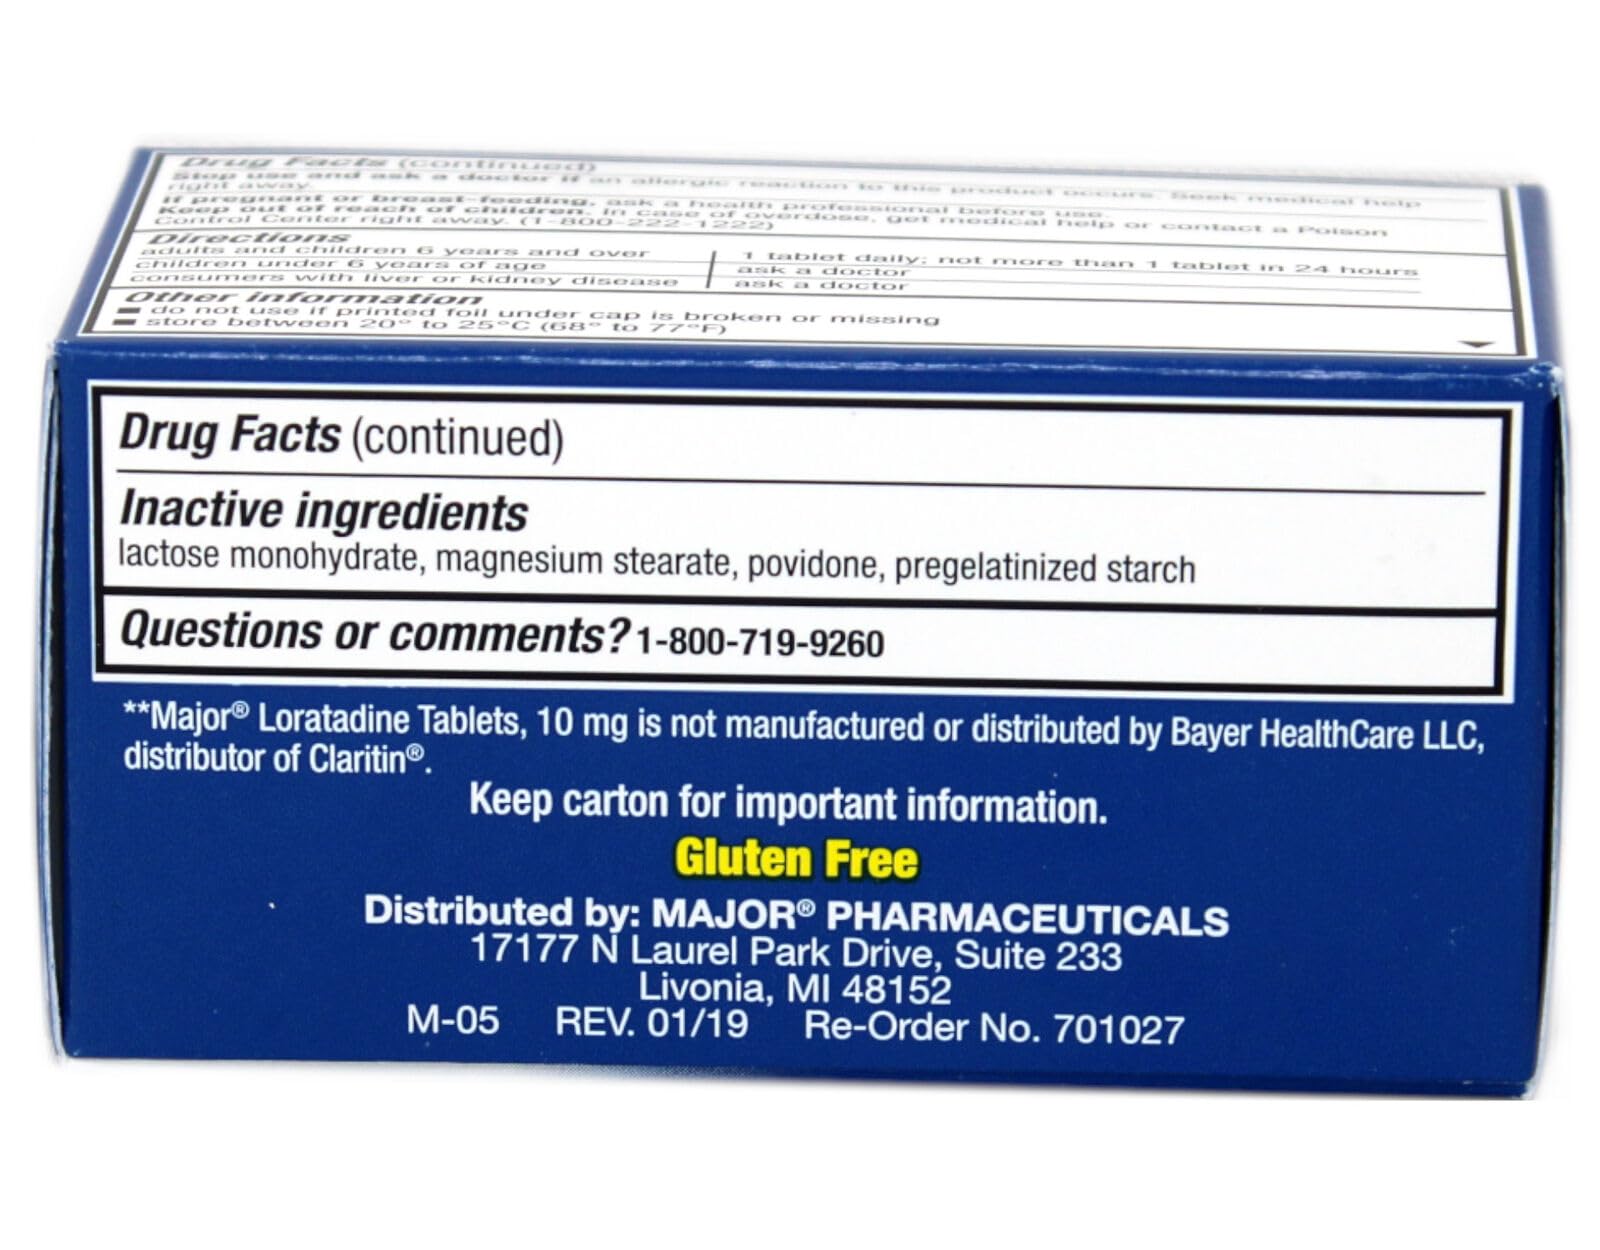 Drug Facts (continued)
Stop use and ask a doctor if an allergic reaction to this product occurs. Seek medical help
right away.
If pregnant or breast-feeding, ask a health professional before use.
Keep out of reach of children. In case of overdose, get medical help or contact a Poison
Control Center right away. (1-800-222-1222)
Directions
adults and children 6 years and over 1 tablet daily; not more than 1 tablet in 24 hours
children under 6 years of age ask a doctor
consumers with liver or kidney disease ask a doctor
Other information
■ do not use if printed foil under cap is broken or missing
■ store between 20° to 25°C (68° to 77°F)
Drug Facts (continued)
Inactive ingredients
lactose monohydrate, magnesium stearate, povidone, pregelatinized starch
Questions or comments? 1-800-719-9260
**Major® Loratadine Tablets, 10 mg is not manufactured or distributed by Bayer HealthCare LLC,
distributor of Claritin®.
Keep carton for important information.
Gluten Free
Distributed by: MAJOR® PHARMACEUTICALS
17177 N Laurel Park Drive, Suite 233
Livonia, MI 48152
M-05 REV. 01/19 Re-Order No. 701027